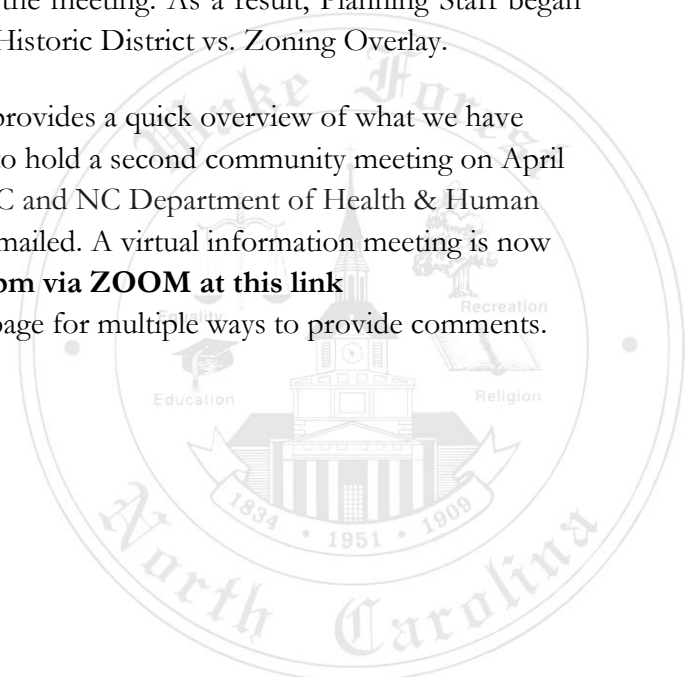 the meeting. As a result, Planning Staff began
Historic District vs. Zoning Overlay.
provides a quick overview of what we have
to hold a second community meeting on April
C and NC Department of Health & Human
mailed. A virtual information meeting is now
pm via ZOOM at this link
page for multiple ways to provide comments.
Wake Forest
Equality
Recreation
Education
Religion
1834 • 1951 • 1909
North Carolina